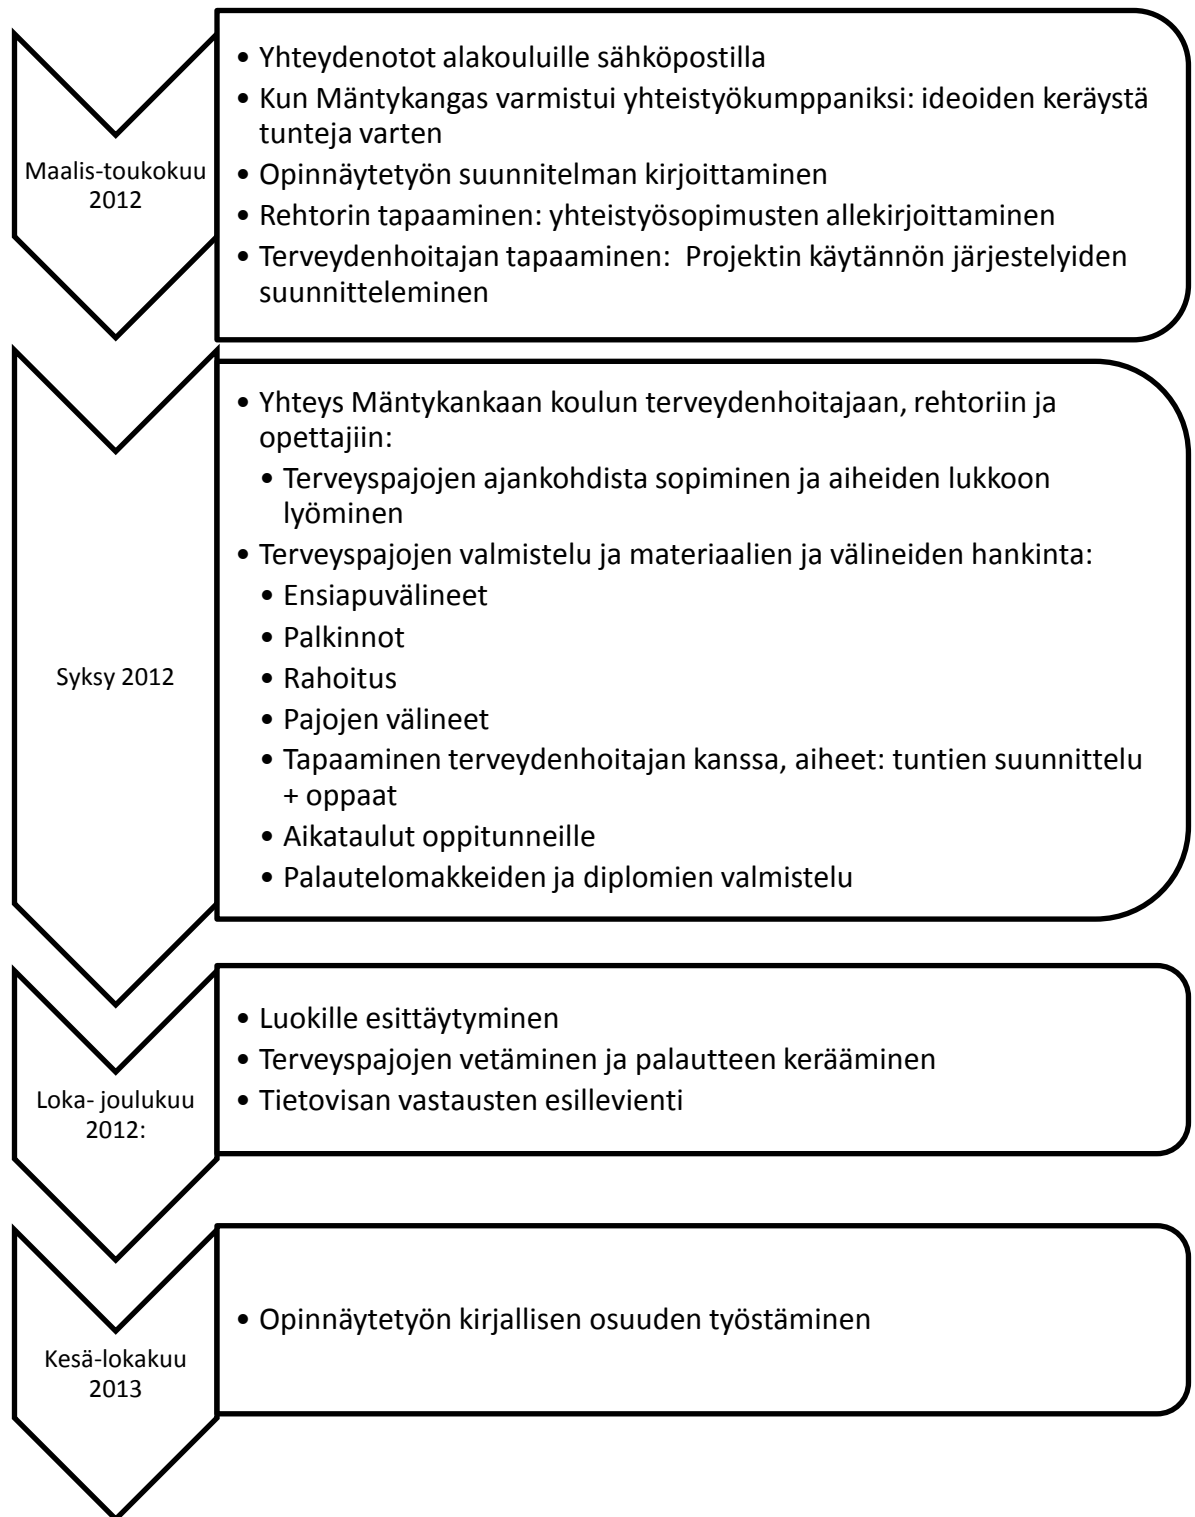 Maalis-toukokuu
2012
• Yhteydenotot alakouluille sähköpostilla
• Kun Mäntykangas varmistui yhteistyökumppaniksi: ideoiden keräystä
tunteja varten
• Opinnäytetyön suunnitelman kirjoittaminen
• Rehtorin tapaaminen: yhteistyösopimusten allekirjoittaminen
• Terveydenhoitajan tapaaminen: Projektin käytännön järjestelyiden
suunnitteleminen
Syksy 2012
• Yhteys Mäntykankaan koulun terveydenhoitajaan, rehtoriin ja
opettajiin:
• Terveyspajojen ajankohdista sopiminen ja aiheiden lukkoon
lyöminen
• Terveyspajojen valmistelu ja materiaalien ja välineiden hankinta:
• Ensiapuvälineet
• Palkinnot
• Rahoitus
• Pajojen välineet
• Tapaaminen terveydenhoitajan kanssa, aiheet: tuntien suunnittelu
+ oppaat
• Aikataulut oppitunneille
• Palautelomakkeiden ja diplomien valmistelu
Loka- joulukuu
2012:
• Luokille esittäytyminen
• Terveyspajojen vetäminen ja palautteen kerääminen
• Tietovisan vastausten esillevienti
Kesä-lokakuu
2013
• Opinnäytetyön kirjallisen osuuden työstäminen